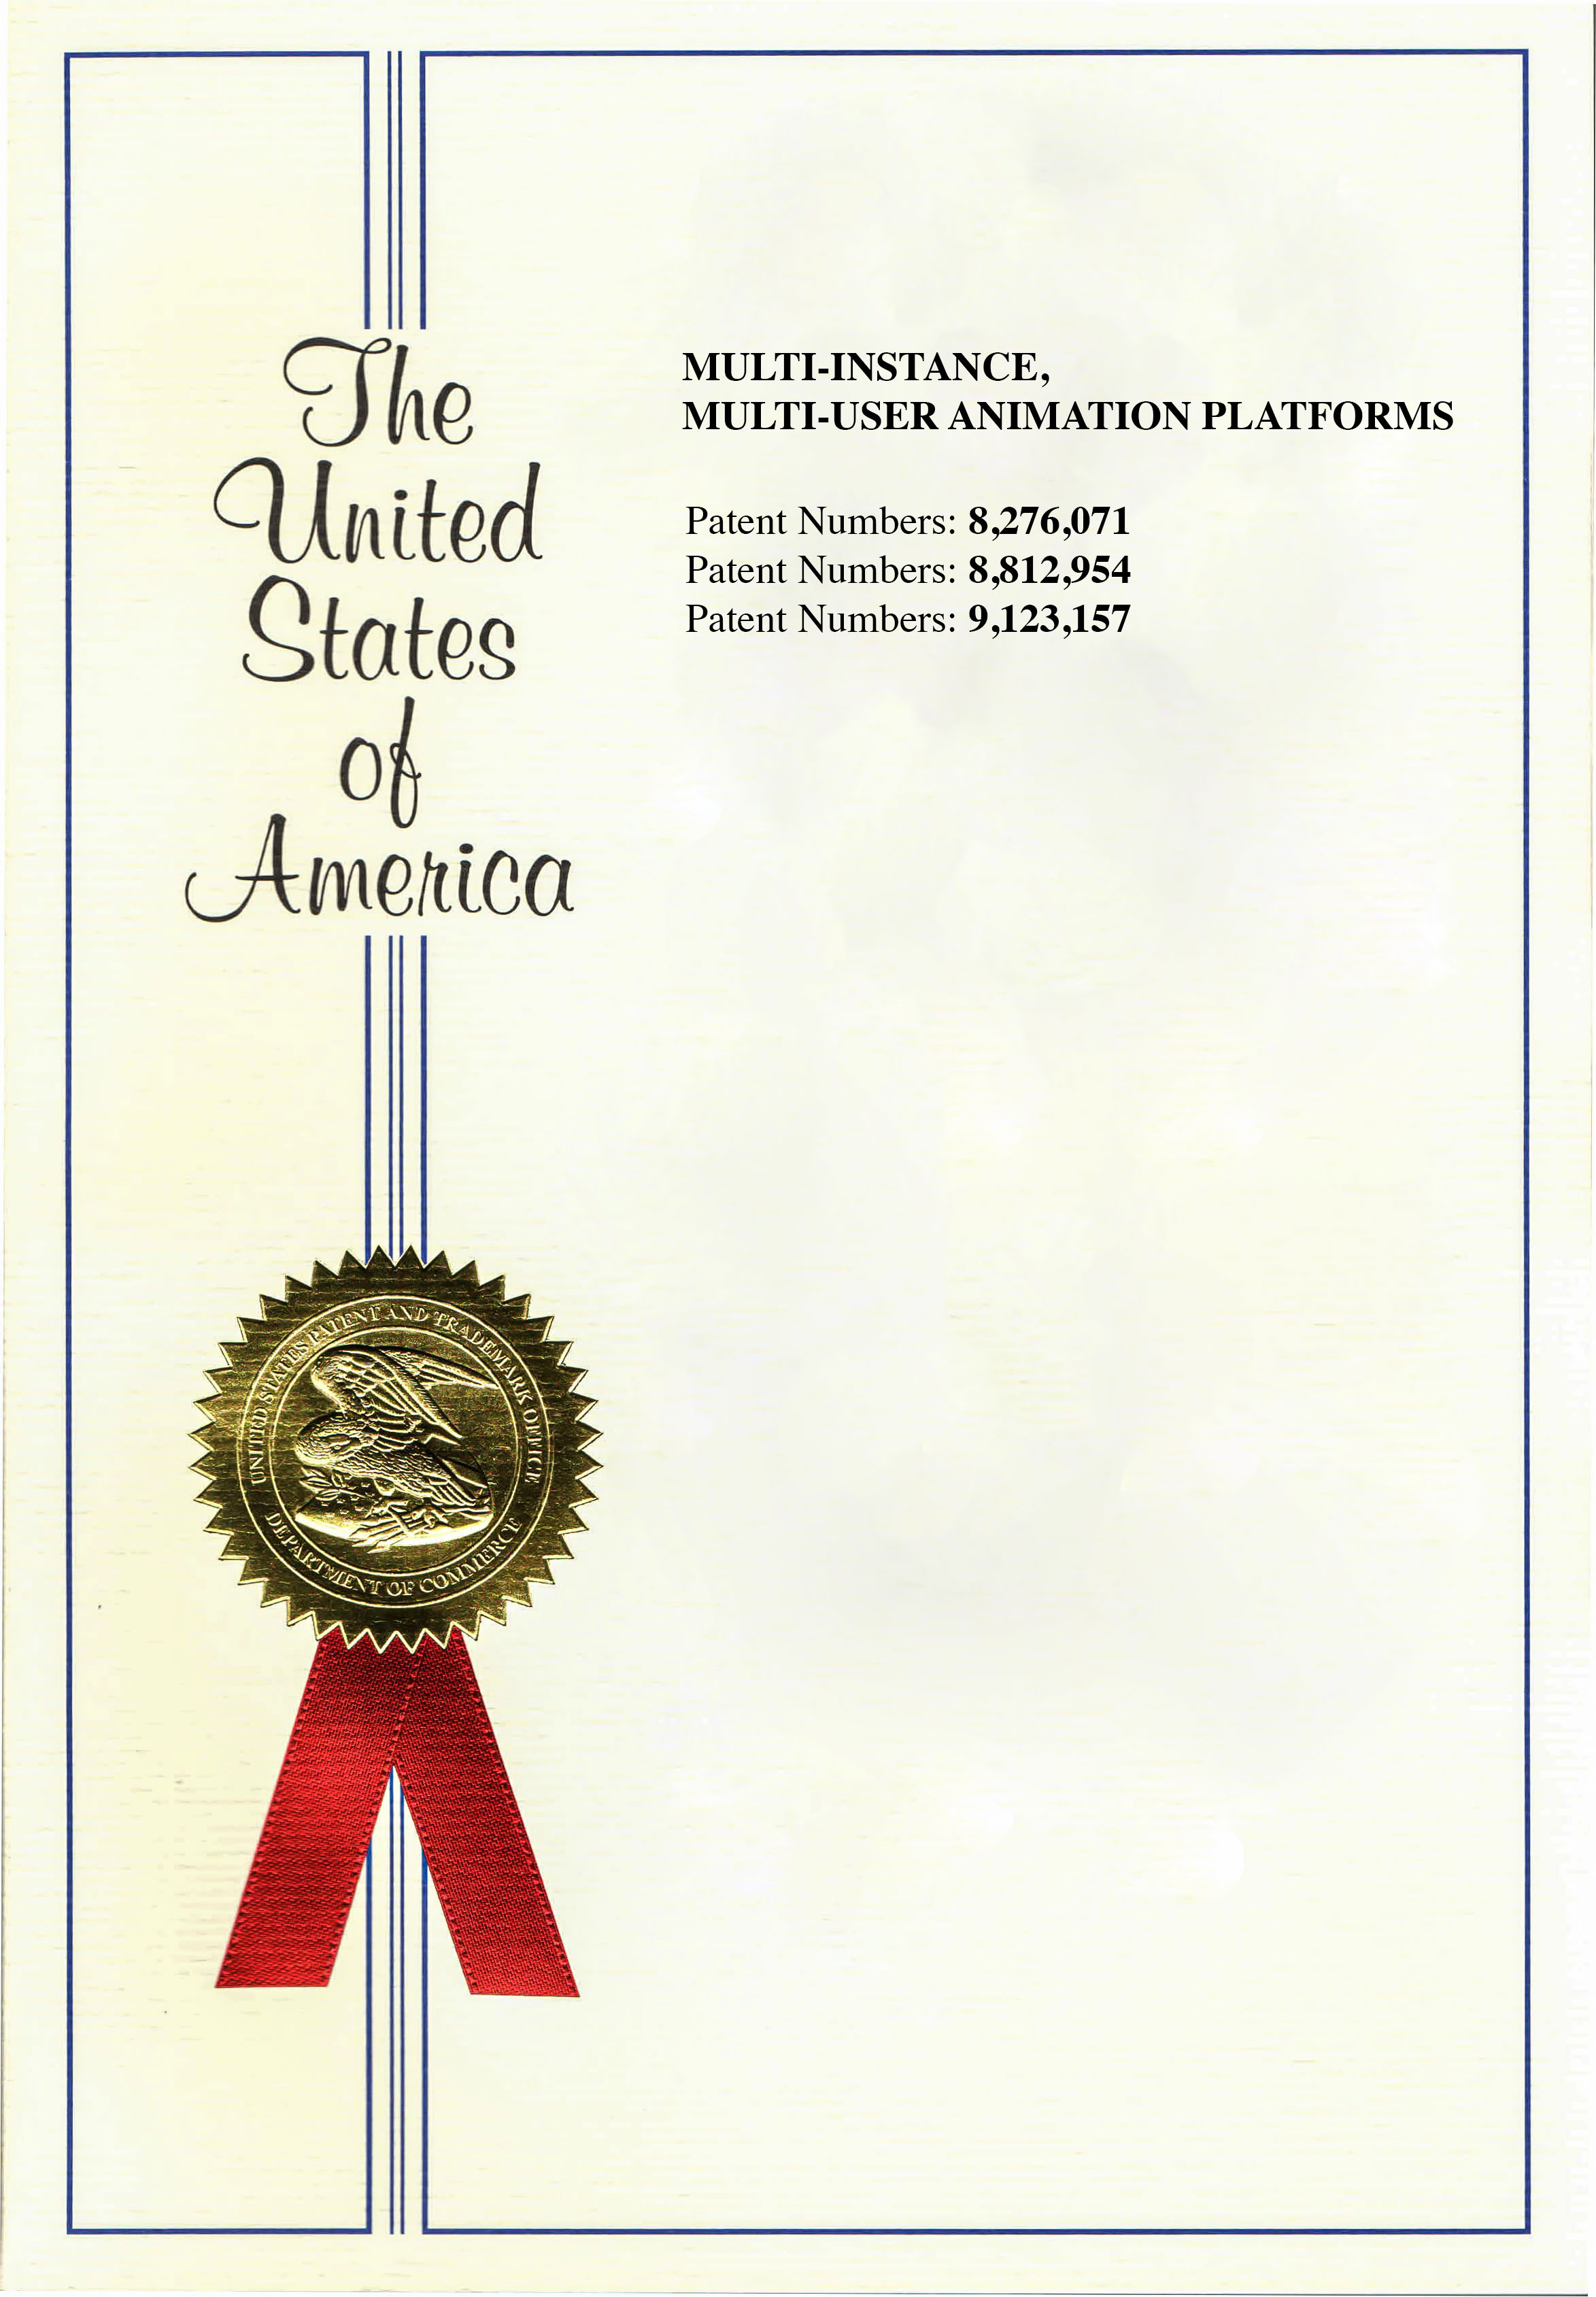 The
United
States
of
America
MULTI-INSTANCE,
MULTI-USER ANIMATION PLATFORMS
Patent Numbers: 8,276,071
Patent Numbers: 8,812,954
Patent Numbers: 9,123,157
UNITED STATES PATENT AND TRADEMARK OFFICE
DEPARTMENT OF COMMERCE